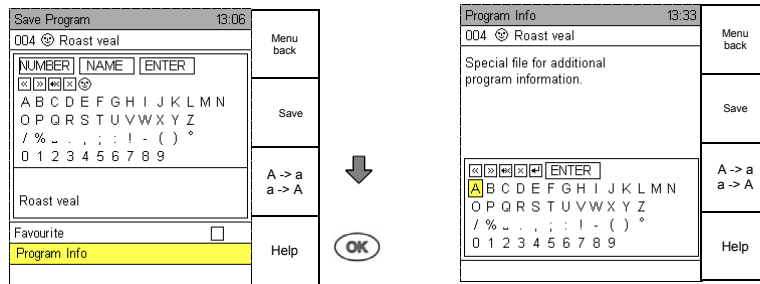 Save Program 13:06
004 Roast veal
NUMBER NAME ENTER
« » x
A B C D E F G H I J K L M N
O P Q R S T U V W X Y Z
/ % ␣ . , ; : ! - ( ) °
0 1 2 3 4 5 6 7 8 9
Roast veal
Favourite
Program Info
Menu
back
Save
A -> a
a -> A
Help
OK
Program Info 13:33
004 Roast veal
Special file for additional
program information.
« » x ↵ ENTER
A B C D E F G H I J K L M N
O P Q R S T U V W X Y Z
/ % ␣ . , ; : ! - ( ) °
0 1 2 3 4 5 6 7 8 9
Menu
back
Save
A -> a
a -> A
Help